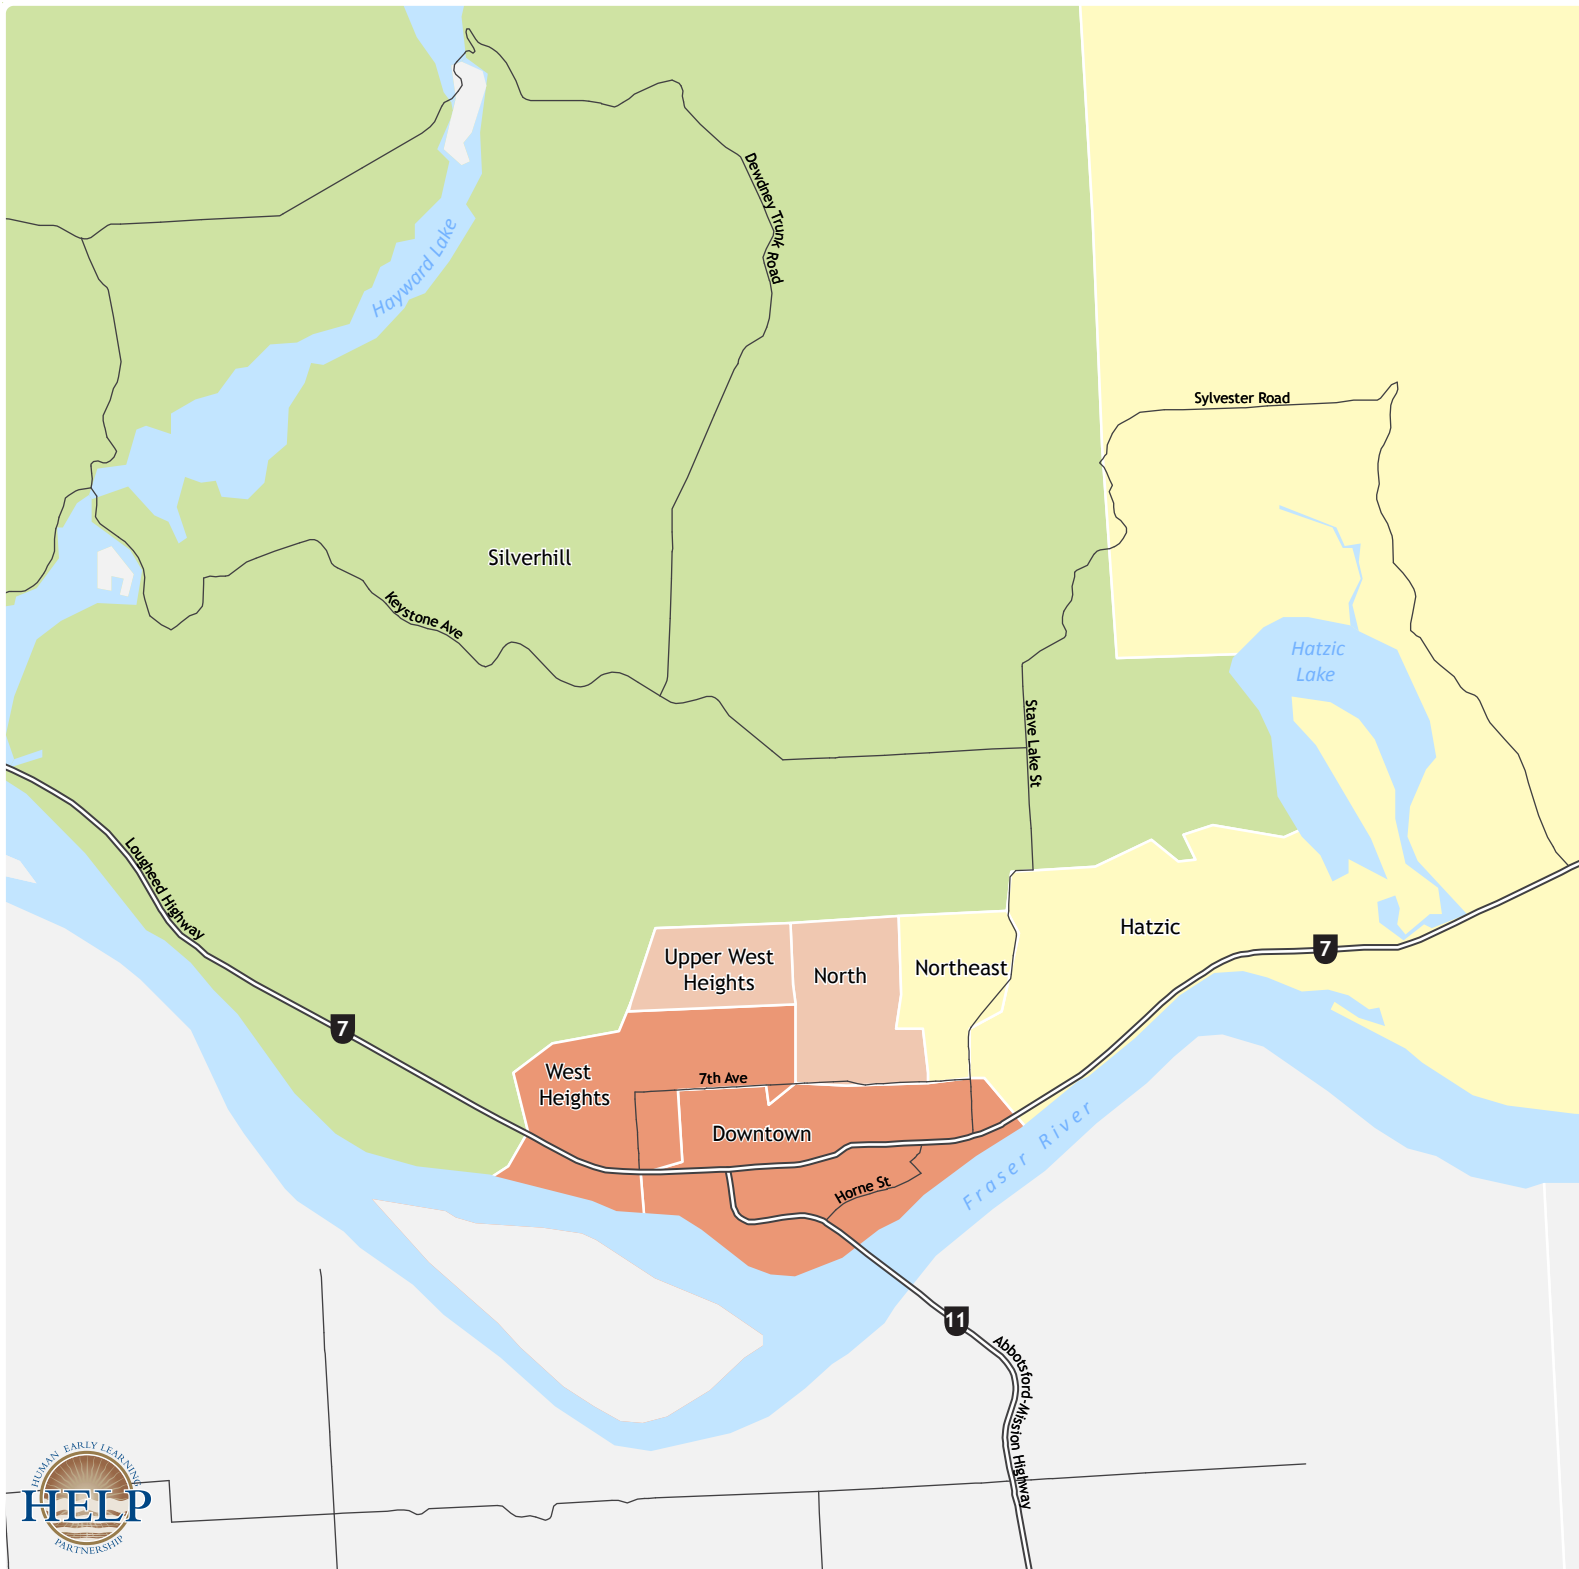 Dewdney Trunk Road
Hayward Lake
Sylvester Road
Silverhill
Keystone Ave
Hatzic
Lake
Stave Lake St
Lougheed Highway
Hatzic
7
Upper West
Heights
North
Northeast
7
West
Heights
7th Ave
Downtown
Fraser River
Horne St
11
Abbotsford-Mission Highway
HUMAN EARLY LEARNING
HELP
PARTNERSHIP